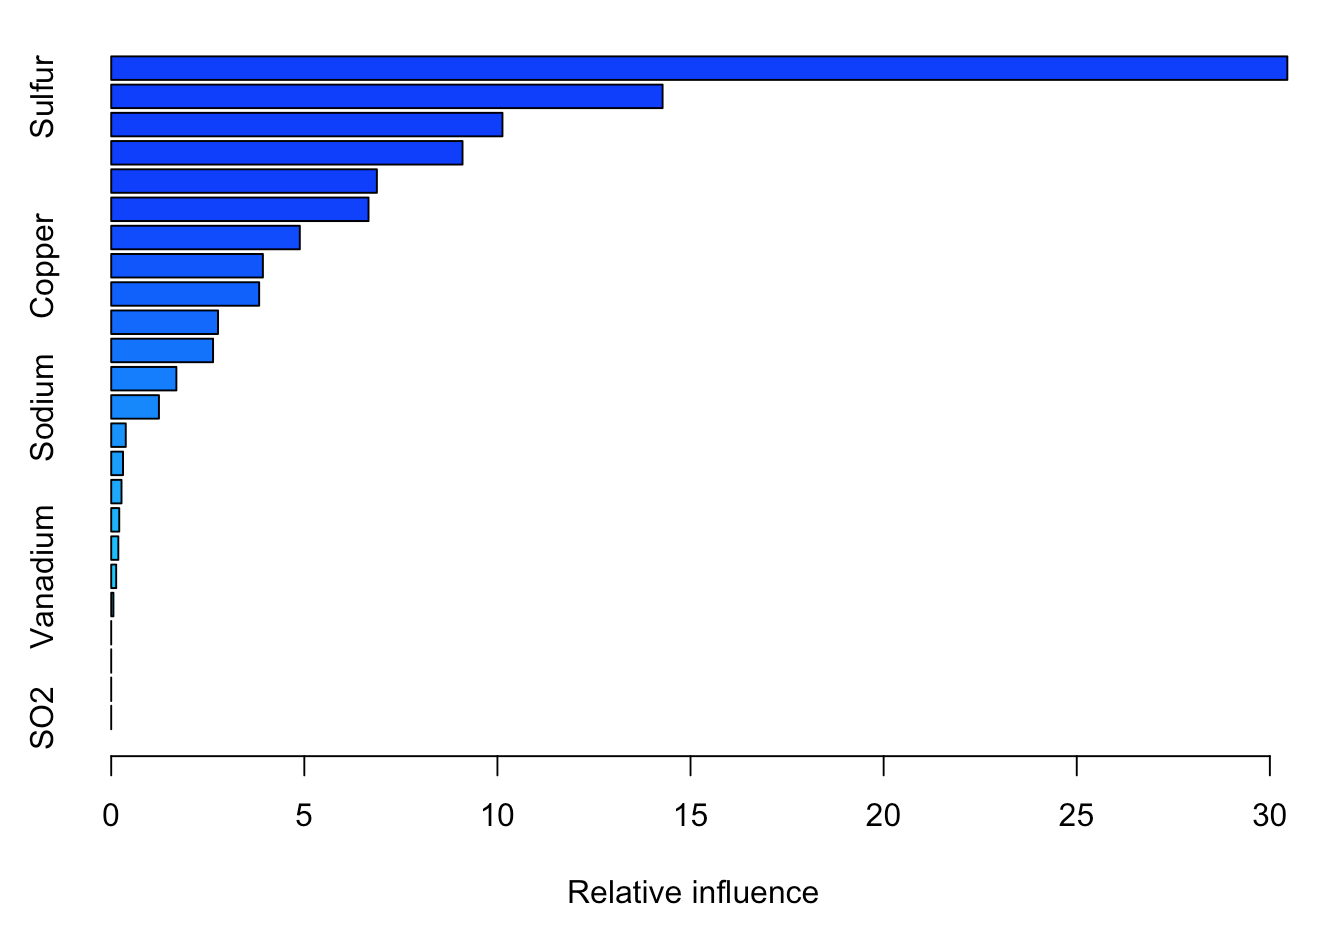 Sulfur
Copper
Sodium
Vanadium
SO2
0 5 10 15 20 25 30
Relative influence